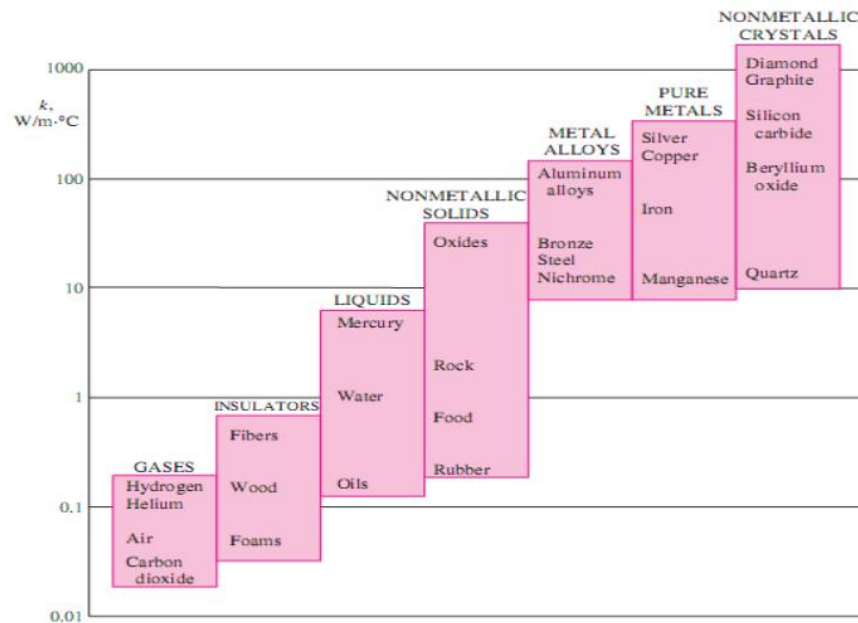 NONMETALLIC
CRYSTALS
1000
k,
W/m·°C
Diamond
Graphite
PURE
METALS
Silicon
carbide
METAL
ALLOYS
Silver
Copper
100
Aluminum
alloys
Beryllium
oxide
NONMETALLIC
SOLIDS
Iron
Oxides
Bronze
Steel
Nichrome
Manganese
Quartz
10
LIQUIDS
Mercury
Rock
1
Water
INSULATORS
Food
Fibers
GASES
Rubber
Hydrogen
Helium
Wood
Oils
0.1
Air
Foams
Carbon
dioxide
0.01